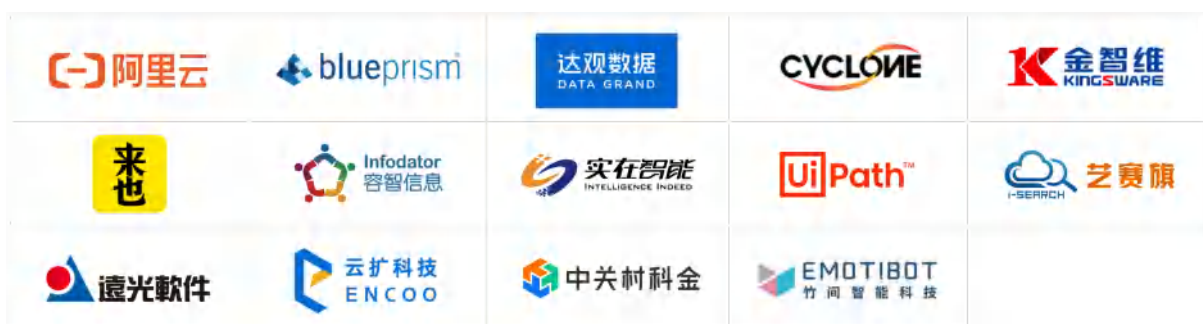 阿里云
blueprism
达观数据
DATA GRAND
CYCLONE
金智维
KINGSWARE
来也
Infodator
容智信息
实在智能
INTELLIGENCE INDEED
UiPath™
i-SEARCH
艺赛旗
遠光軟件
云扩科技
ENCOO
中关村科金
EMOTIBOT
竹间智能科技